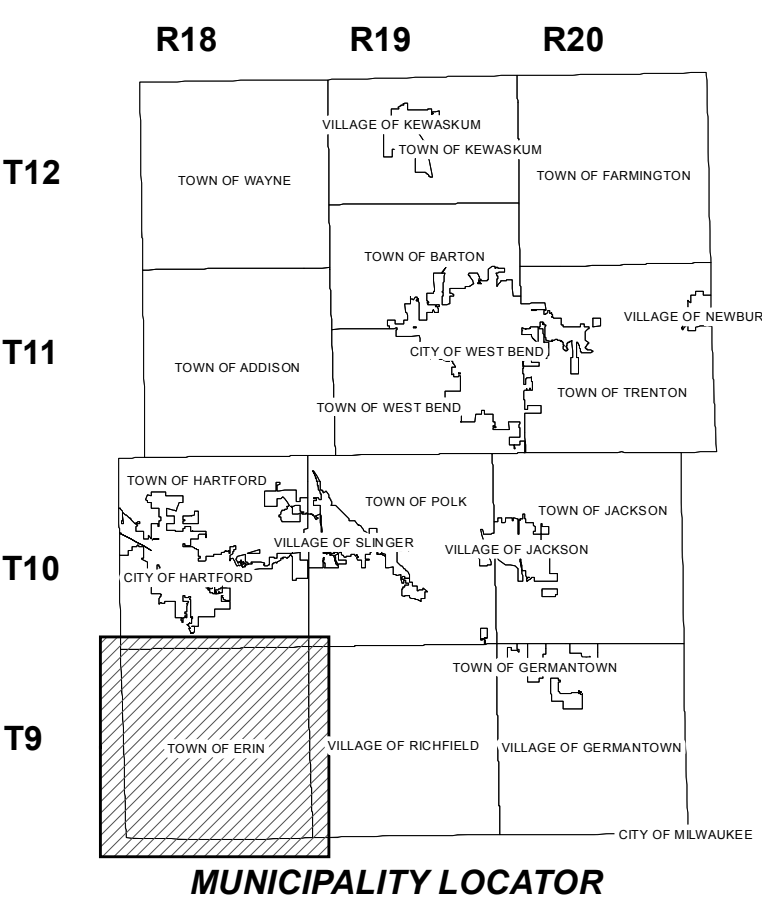 R18 R19 R20
T12
VILLAGE OF KEWASKUM
TOWN OF KEWASKUM
TOWN OF WAYNE
TOWN OF FARMINGTON
TOWN OF BARTON
VILLAGE OF NEWBUR
T11
CITY OF WEST BEND
TOWN OF ADDISON
TOWN OF TRENTON
TOWN OF WEST BEND
TOWN OF HARTFORD
TOWN OF POLK
TOWN OF JACKSON
VILLAGE OF SLINGER
VILLAGE OF JACKSON
T10
CITY OF HARTFORD
TOWN OF GERMANTOWN
T9
TOWN OF ERIN
VILLAGE OF RICHFIELD
VILLAGE OF GERMANTOWN
CITY OF MILWAUKEE
MUNICIPALITY LOCATOR